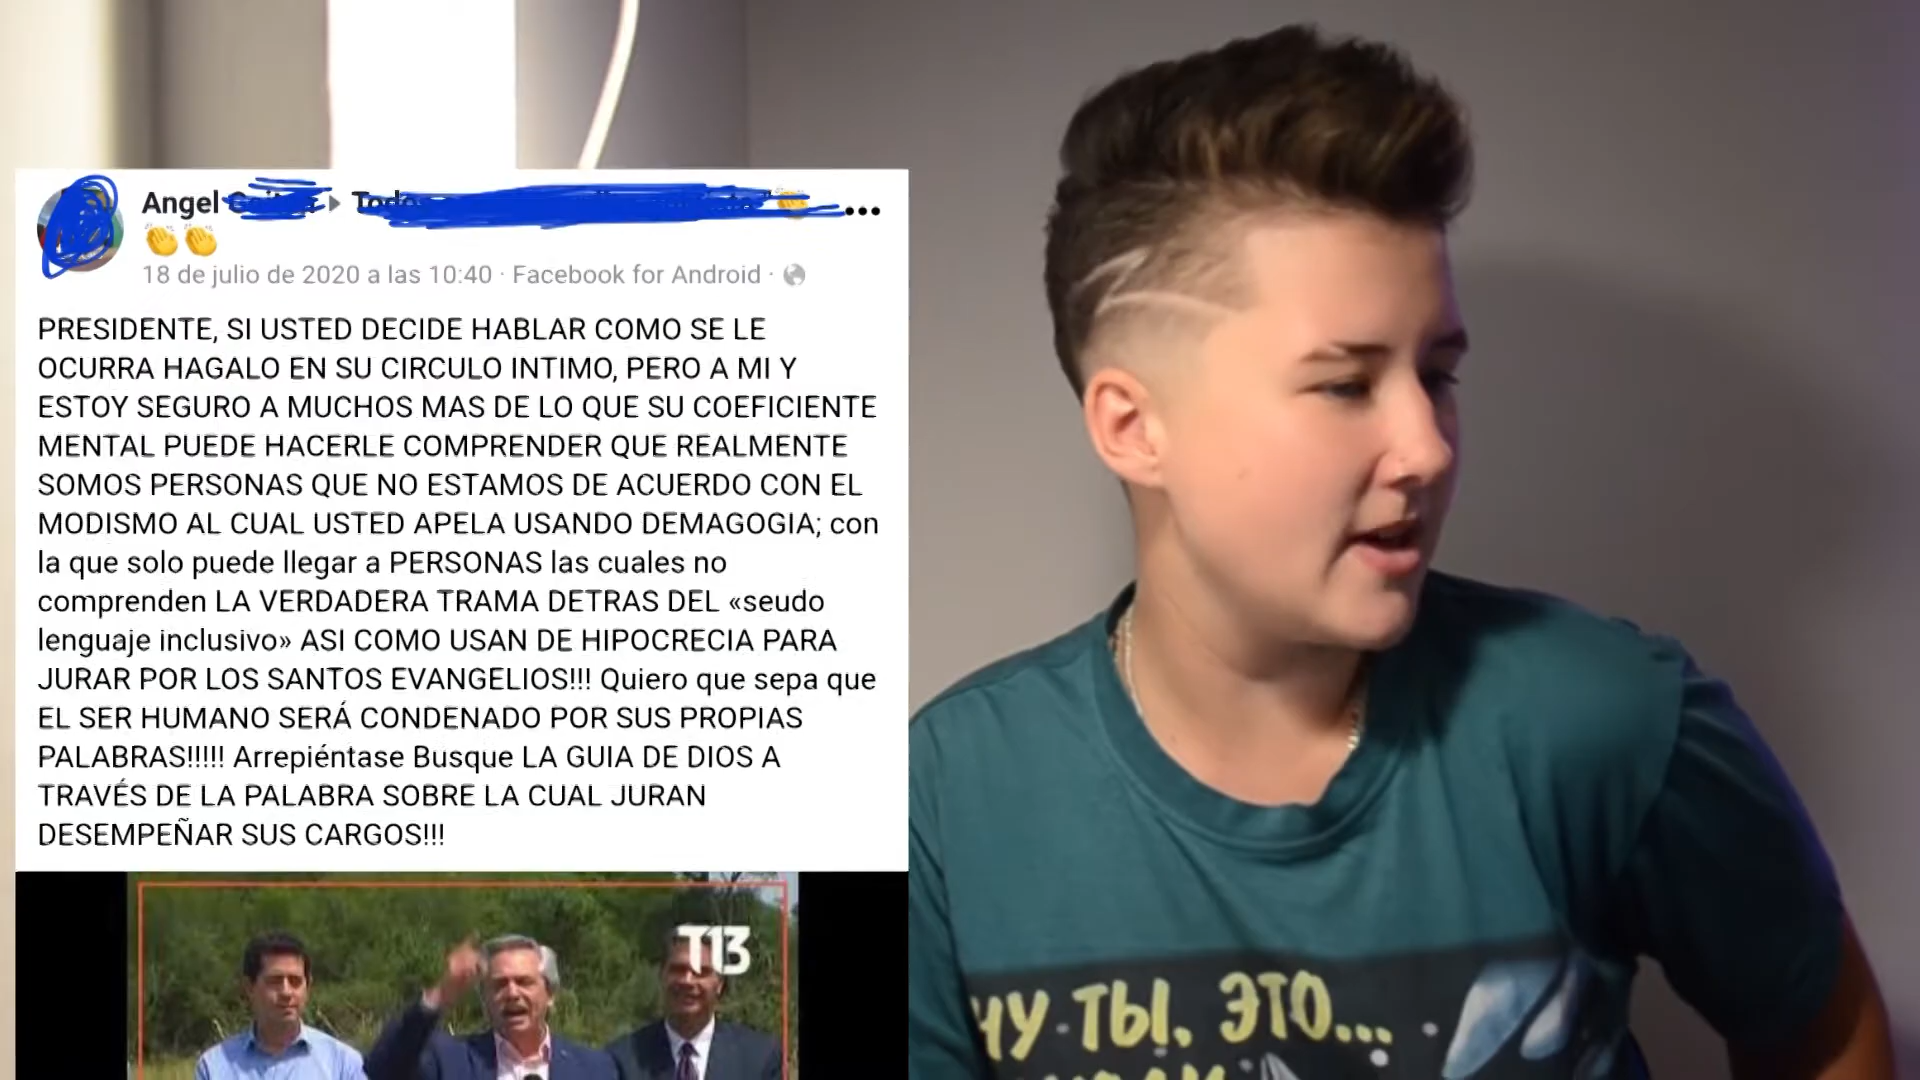 Angel
18 de julio de 2020 a las 10:40 · Facebook for Android ·
PRESIDENTE, SI USTED DECIDE HABLAR COMO SE LE
OCURRA HAGALO EN SU CIRCULO INTIMO, PERO A MI Y
ESTOY SEGURO A MUCHOS MAS DE LO QUE SU COEFICIENTE
MENTAL PUEDE HACERLE COMPRENDER QUE REALMENTE
SOMOS PERSONAS QUE NO ESTAMOS DE ACUERDO CON EL
MODISMO AL CUAL USTED APELA USANDO DEMAGOGIA; con
la que solo puede llegar a PERSONAS las cuales no
comprenden LA VERDADERA TRAMA DETRAS DEL «seudo
lenguaje inclusivo» ASI COMO USAN DE HIPOCRECIA PARA
JURAR POR LOS SANTOS EVANGELIOS!!! Quiero que sepa que
EL SER HUMANO SERÁ CONDENADO POR SUS PROPIAS
PALABRAS!!!!! Arrepiéntase Busque LA GUIA DE DIOS A
TRAVÉS DE LA PALABRA SOBRE LA CUAL JURAN
DESEMPEÑAR SUS CARGOS!!!
T13
НУ ТЫ, ЭТО...